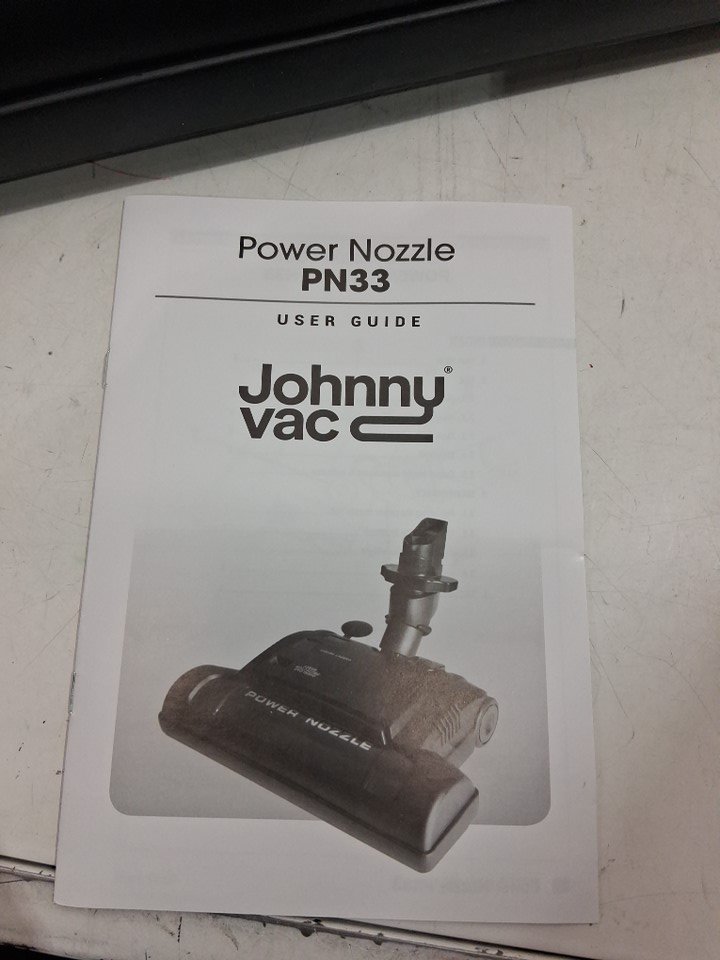 Power Nozzle
PN33
USER GUIDE
Johnny®
vac
POWER NOZZLE